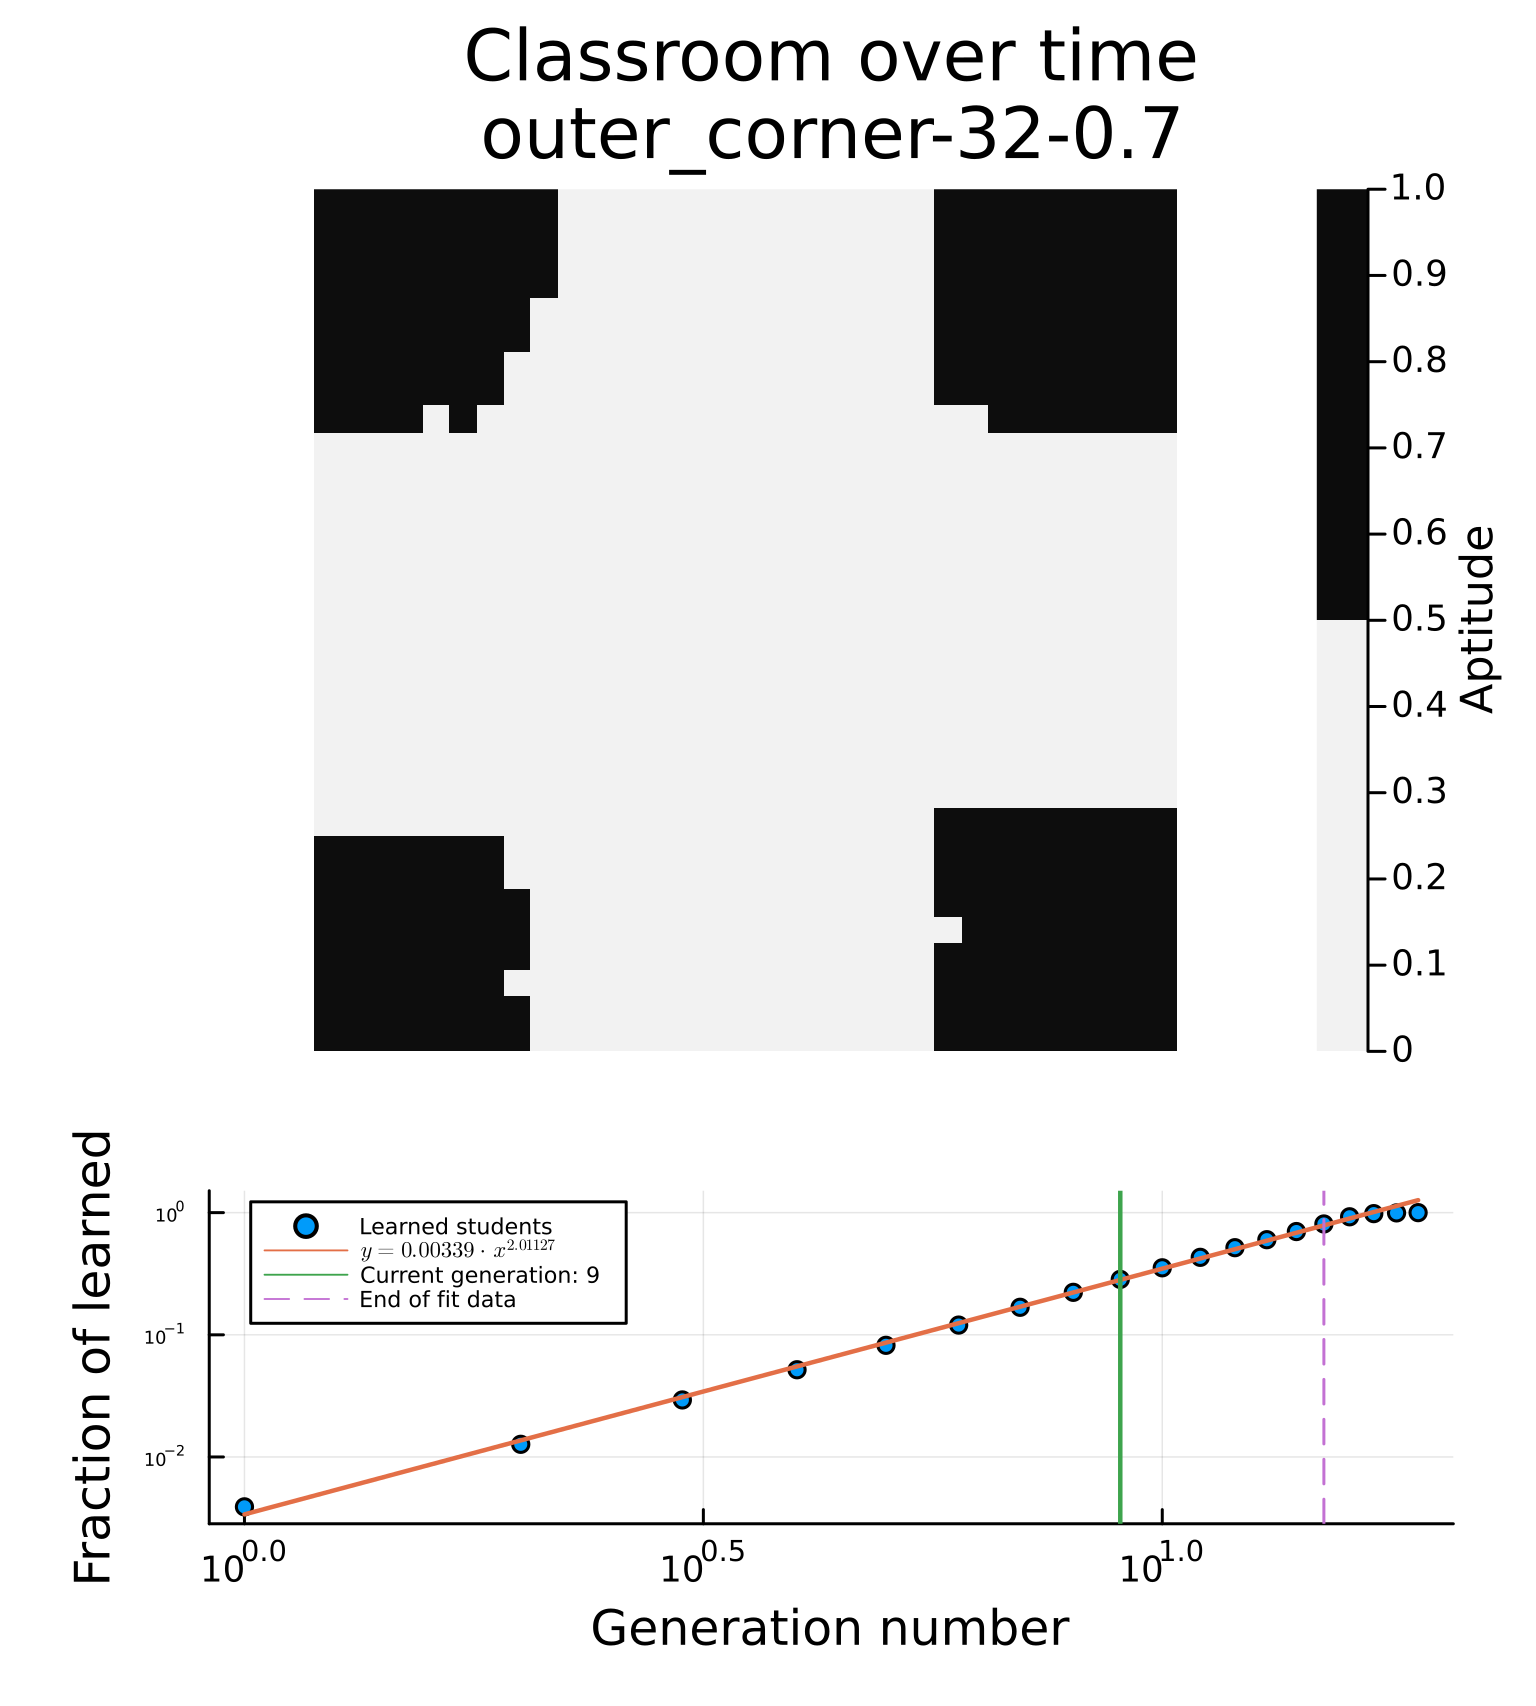 Classroom over time
outer_corner-32-0.7
1.0
0.9
0.8
0.7
0.6
0.5
0.4
0.3
0.2
0.1
0
Aptitude
Fraction of learned
10⁰
10⁻¹
10⁻²
Learned students
y = 0.00339 · x^2.01127
Current generation: 9
End of fit data
10^0.0
10^0.5
10^1.0
Generation number